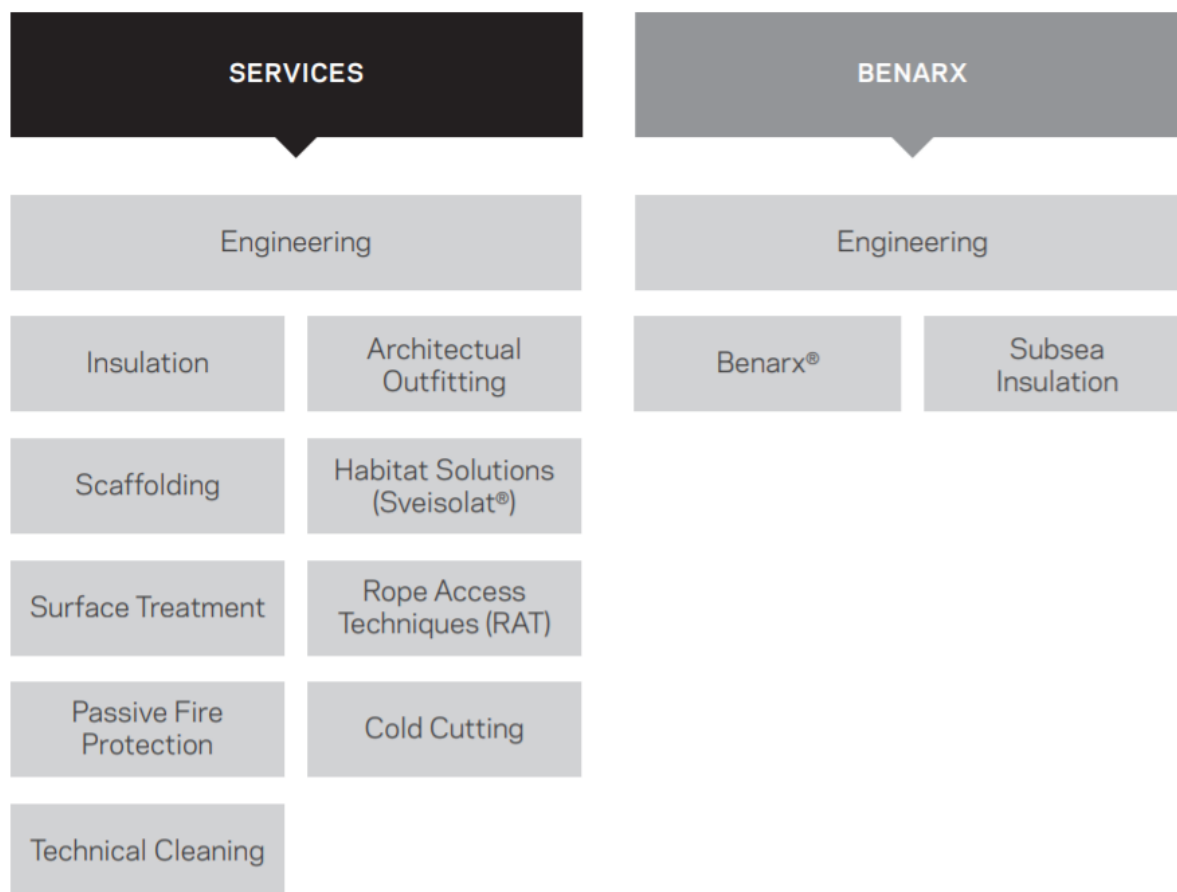 SERVICES
BENARX
Engineering
Engineering
Insulation
Architectual
Outfitting
Benarx®
Subsea
Insulation
Scaffolding
Habitat Solutions
(Sveisolat®)
Surface Treatment
Rope Access
Techniques (RAT)
Passive Fire
Protection
Cold Cutting
Technical Cleaning